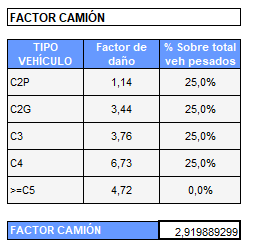 FACTOR CAMIÓN
TIPO VEHÍCULO Factor de daño % Sobre total veh pesados
C2P 1,14 25,0%
C2G 3,44 25,0%
C3 3,76 25,0%
C4 6,73 25,0%
>=C5 4,72 0,0%
FACTOR CAMIÓN 2,919889299